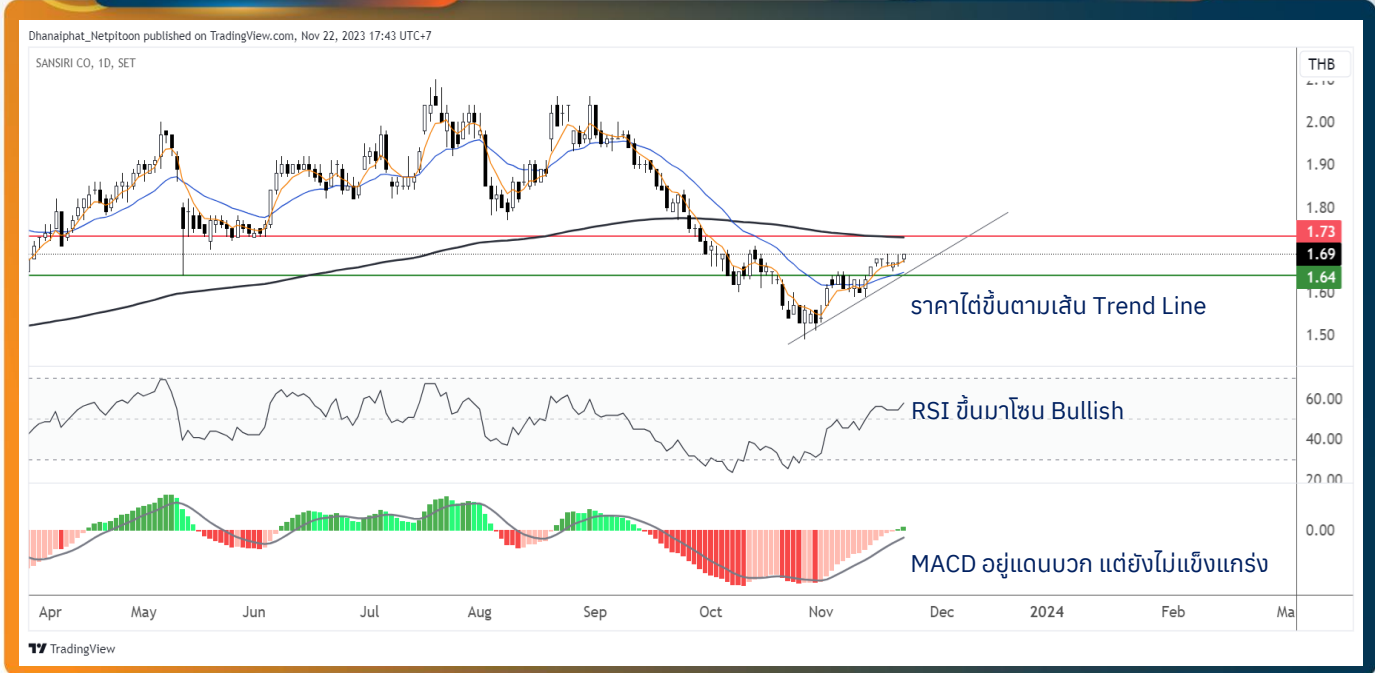 Dhanaiphat_Netpitoon published on TradingView.com, Nov 22, 2023 17:43 UTC+7
SANSIRI CO, 1D, SET
THB
2.10
2.00
1.90
1.80
1.73
1.69
1.64
1.60
1.50
ราคาไต่ขึ้นตามเส้น Trend Line
60.00
RSI ขึ้นมาโซน Bullish
40.00
20.00
0.00
MACD อยู่แดนบวก แต่ยังไม่แข็งแกร่ง
Apr May Jun Jul Aug Sep Oct Nov Dec 2024 Feb Ma
TradingView